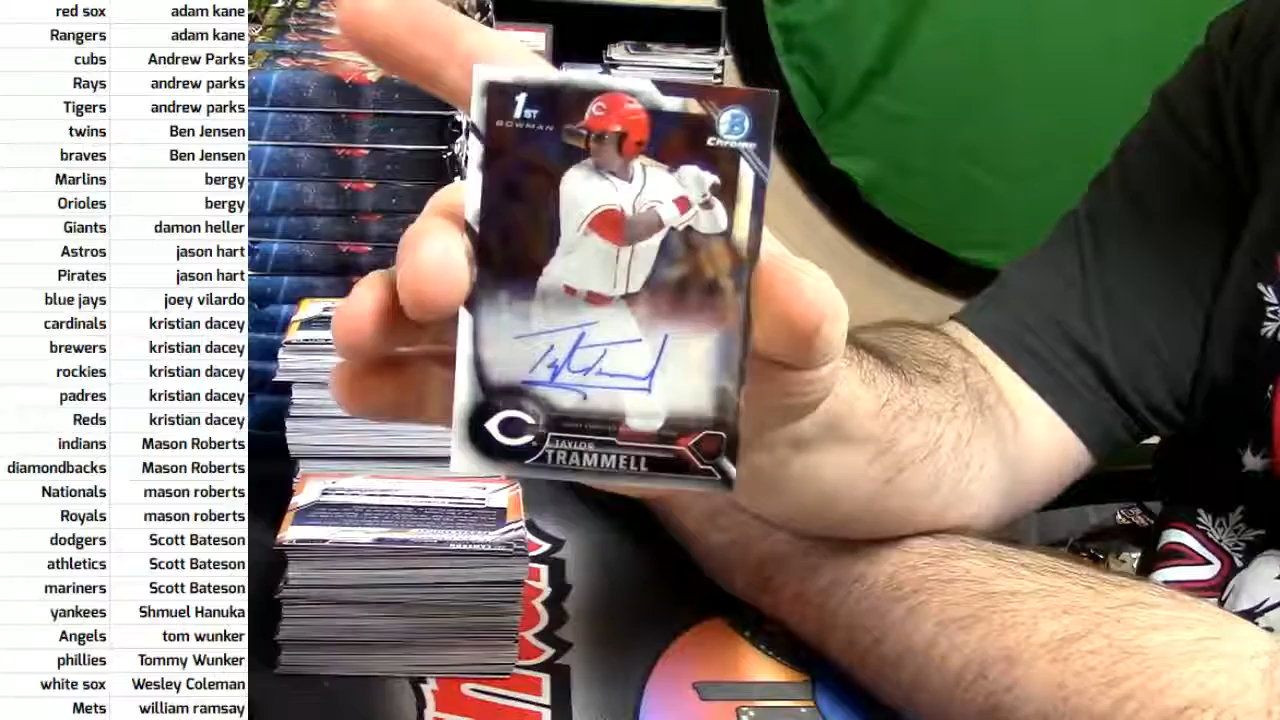 red sox adam kane
Rangers adam kane
cubs Andrew Parks
Rays andrew parks
Tigers andrew parks
twins Ben Jensen
braves Ben Jensen
Marlins bergy
Orioles bergy
Giants damon heller
Astros jason hart
Pirates jason hart
blue jays joey vilardo
cardinals kristian dacey
brewers kristian dacey
rockies kristian dacey
padres kristian dacey
Reds kristian dacey
indians Mason Roberts
diamondbacks Mason Roberts
Nationals mason roberts
Royals mason roberts
dodgers Scott Bateson
athletics Scott Bateson
mariners Scott Bateson
yankees Shmuel Hanuka
Angels tom wunker
phillies Tommy Wunker
white sox Wesley Coleman
Mets william ramsay
1ST
BOWMAN
B
CHROME
C
C
TAYLOR
TRAMMELL